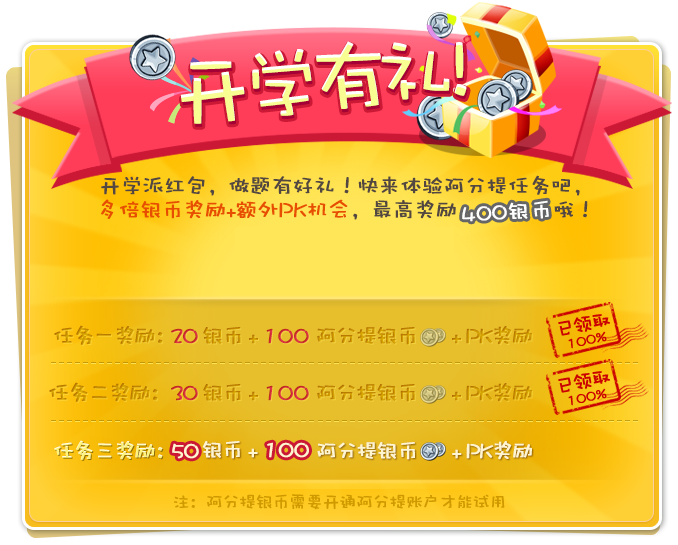 开学有礼!
开学派红包，做题有好礼！快来体验阿分提任务吧，
多倍银币奖励+额外PK机会，最高奖励400银币哦！
任务一奖励: 20银币 + 100 阿分提银币 + PK奖励
已领取
100%
任务二奖励: 30银币 + 100 阿分提银币 + PK奖励
已领取
100%
任务三奖励: 50银币 + 100 阿分提银币 + PK奖励
注：阿分提银币需要开通阿分提账户才能试用